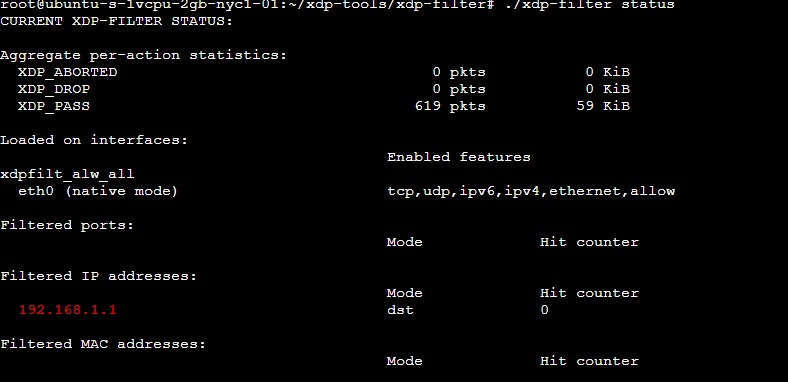 root@ubuntu-s-1vcpu-2gb-nyc1-01:~/xdp-tools/xdp-filter# ./xdp-filter status
CURRENT XDP-FILTER STATUS:
Aggregate per-action statistics:
XDP_ABORTED 0 pkts 0 KiB
XDP_DROP 0 pkts 0 KiB
XDP_PASS 619 pkts 59 KiB
Loaded on interfaces:
Enabled features
xdpfilt_alw_all
eth0 (native mode) tcp,udp,ipv6,ipv4,ethernet,allow
Filtered ports:
Mode Hit counter
Filtered IP addresses:
Mode Hit counter
192.168.1.1 dst 0
Filtered MAC addresses:
Mode Hit counter